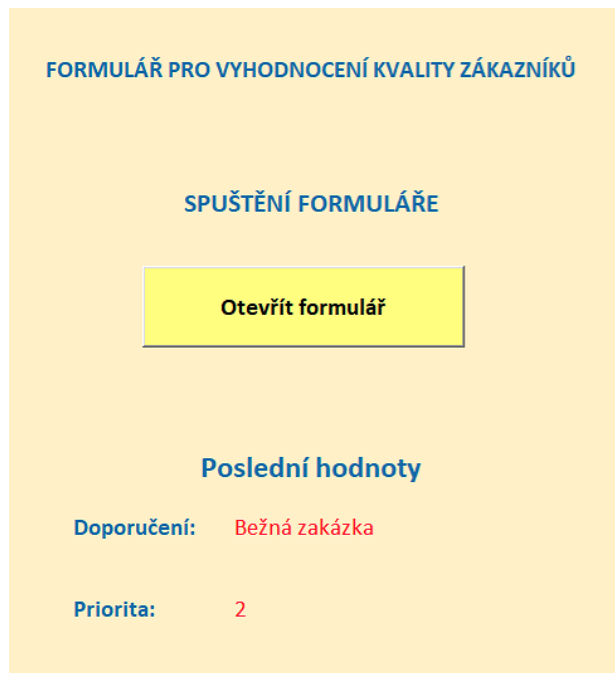 FORMULÁŘ PRO VYHODNOCENÍ KVALITY ZÁKAZNÍKŮ
SPUŠTĚNÍ FORMULÁŘE
Otevřít formulář
Poslední hodnoty
Doporučení: Bežná zakázka
Priorita: 2